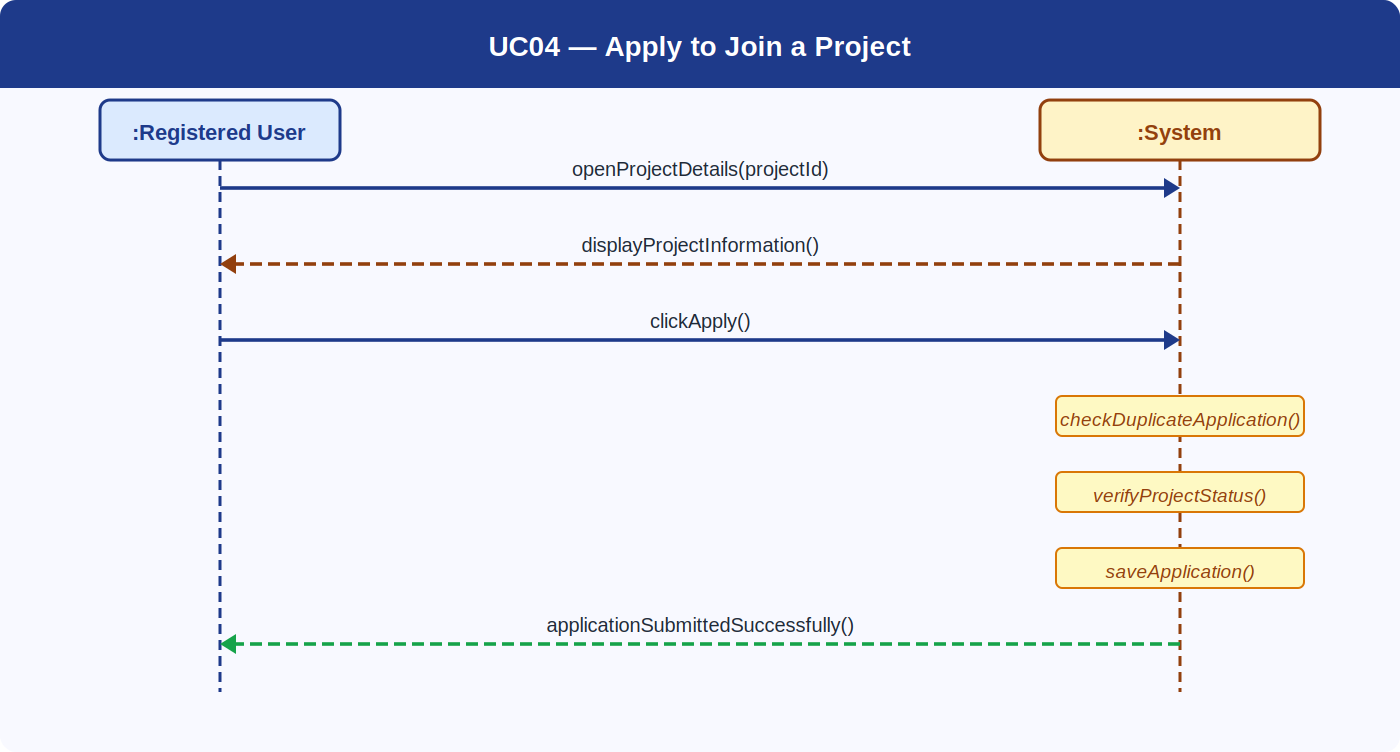 UC04 — Apply to Join a Project
:Registered User
:System
openProjectDetails(projectId)
displayProjectInformation()
clickApply()
checkDuplicateApplication()
verifyProjectStatus()
saveApplication()
applicationSubmittedSuccessfully()